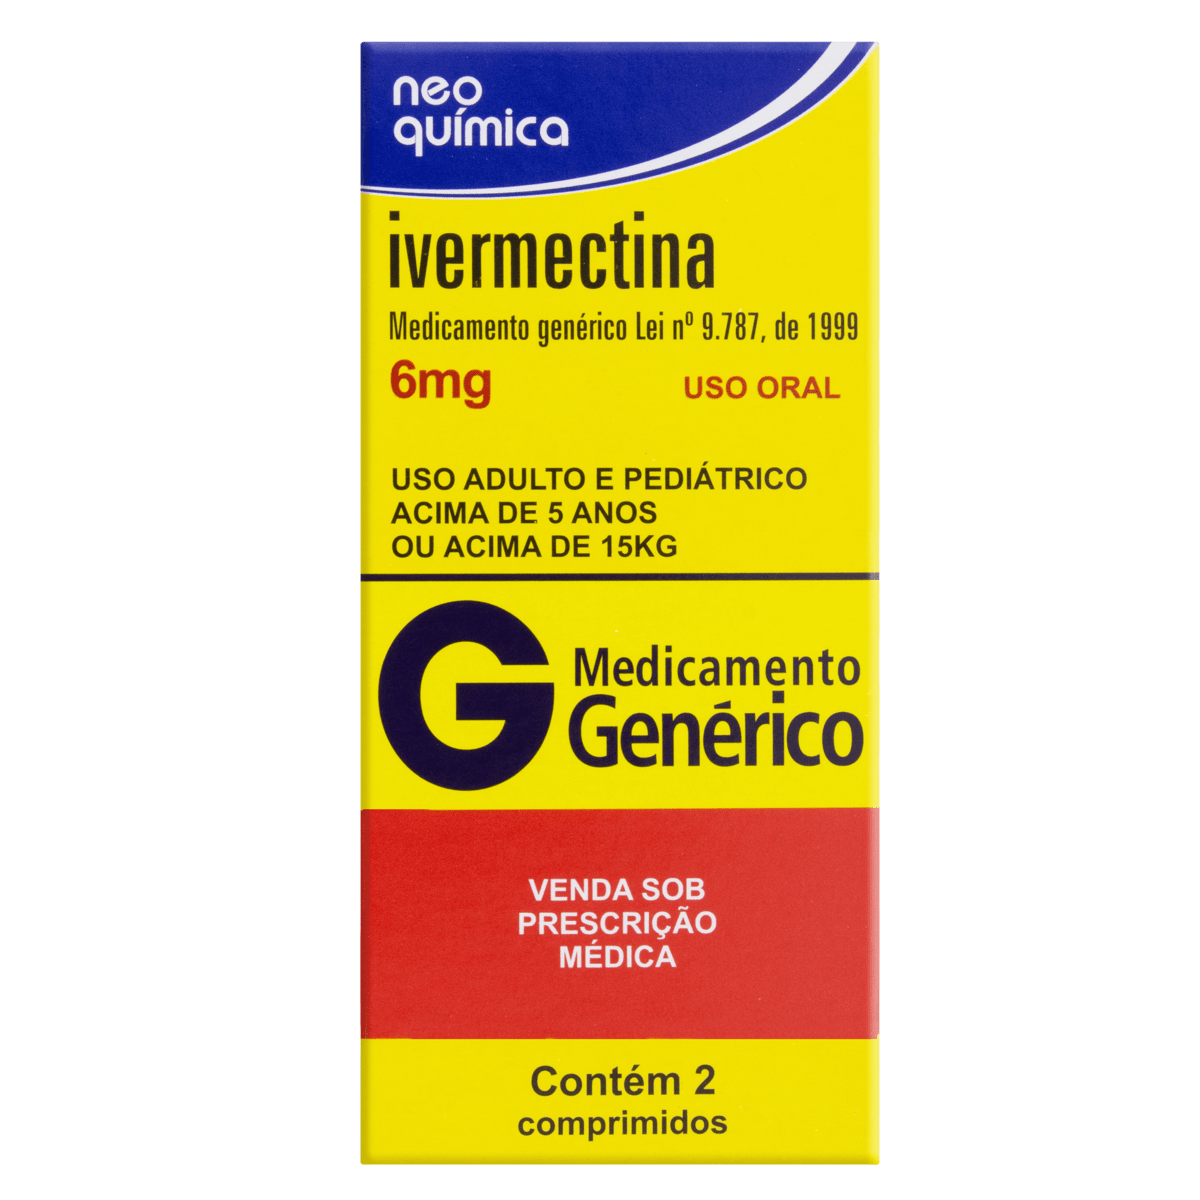 neo
química
ivermectina
Medicamento genérico Lei nº 9.787, de 1999
6mg USO ORAL
USO ADULTO E PEDIÁTRICO
ACIMA DE 5 ANOS
OU ACIMA DE 15KG
G Medicamento
Genérico
VENDA SOB
PRESCRIÇÃO
MÉDICA
Contém 2
comprimidos